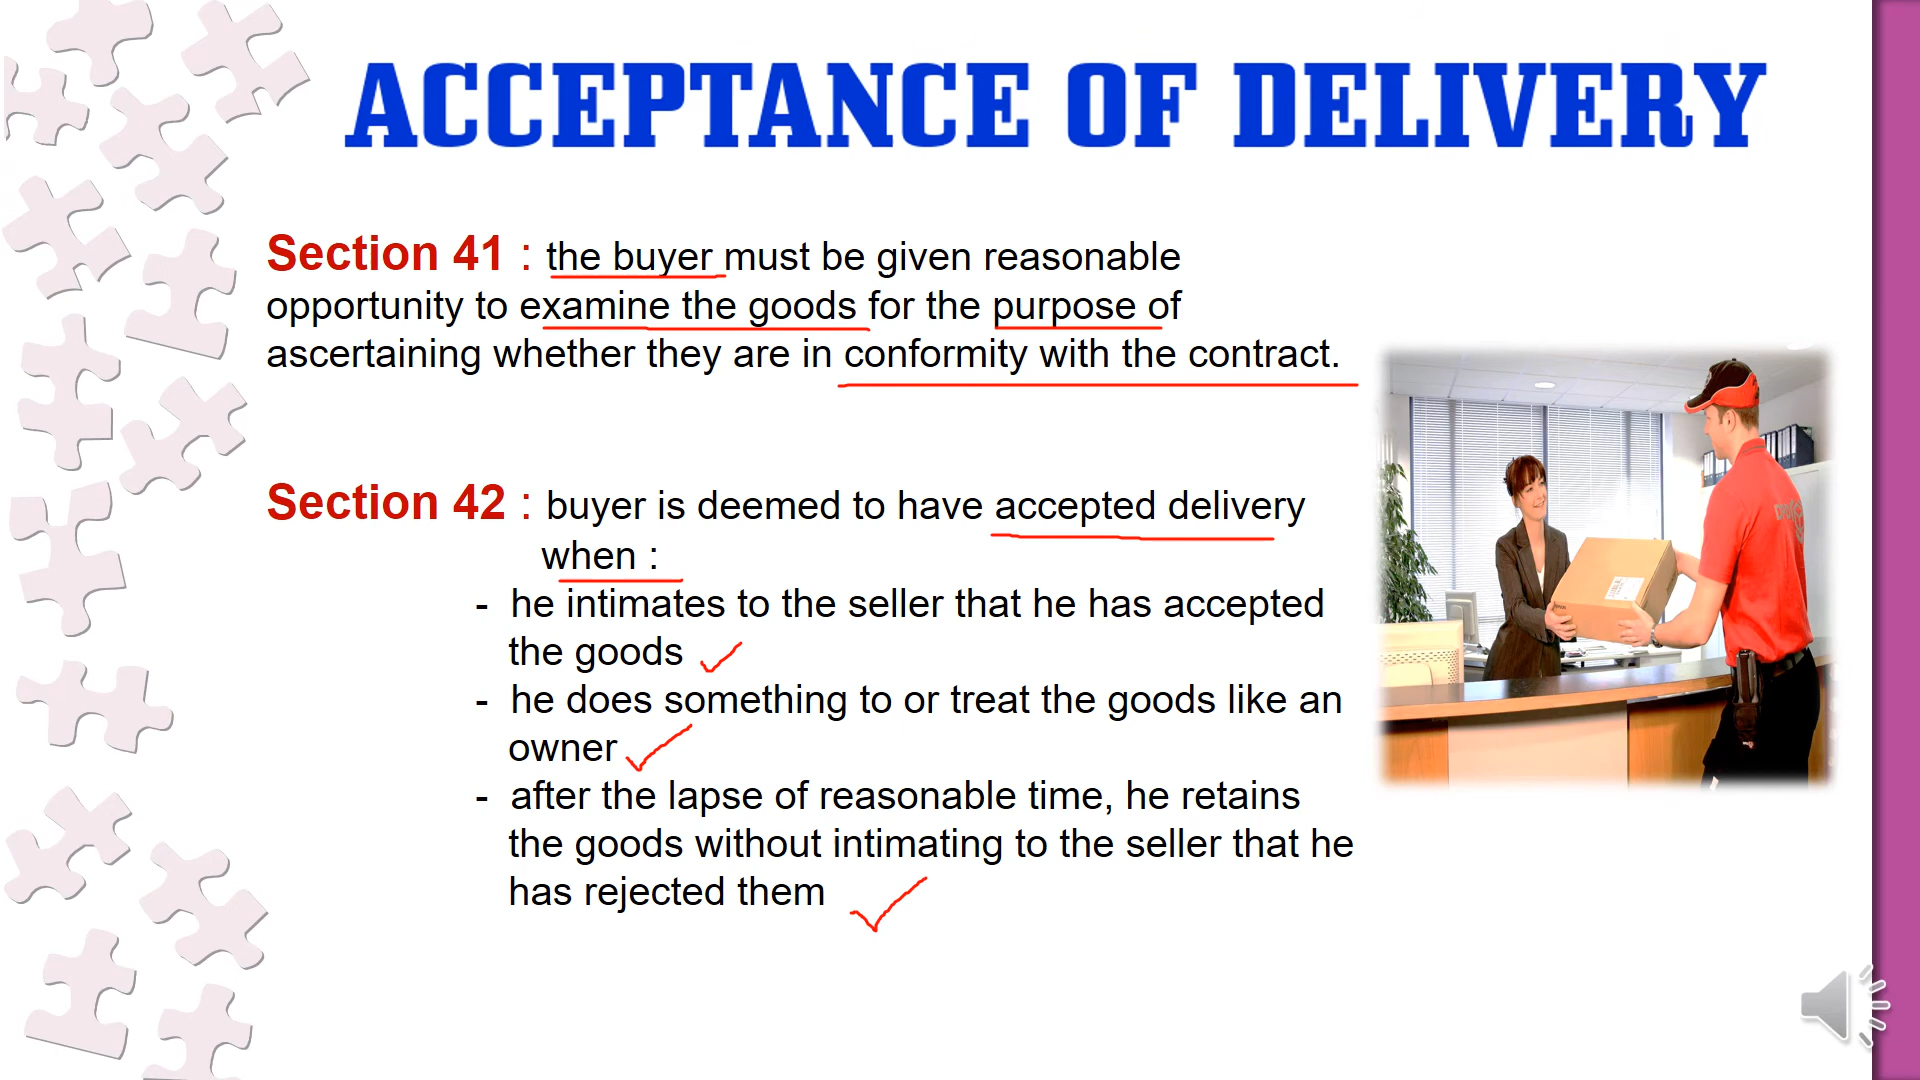 ACCEPTANCE OF DELIVERY
Section 41 : the buyer must be given reasonable
opportunity to examine the goods for the purpose of
ascertaining whether they are in conformity with the contract.
Section 42 : buyer is deemed to have accepted delivery
when :
- he intimates to the seller that he has accepted
the goods
- he does something to or treat the goods like an
owner
- after the lapse of reasonable time, he retains
the goods without intimating to the seller that he
has rejected them